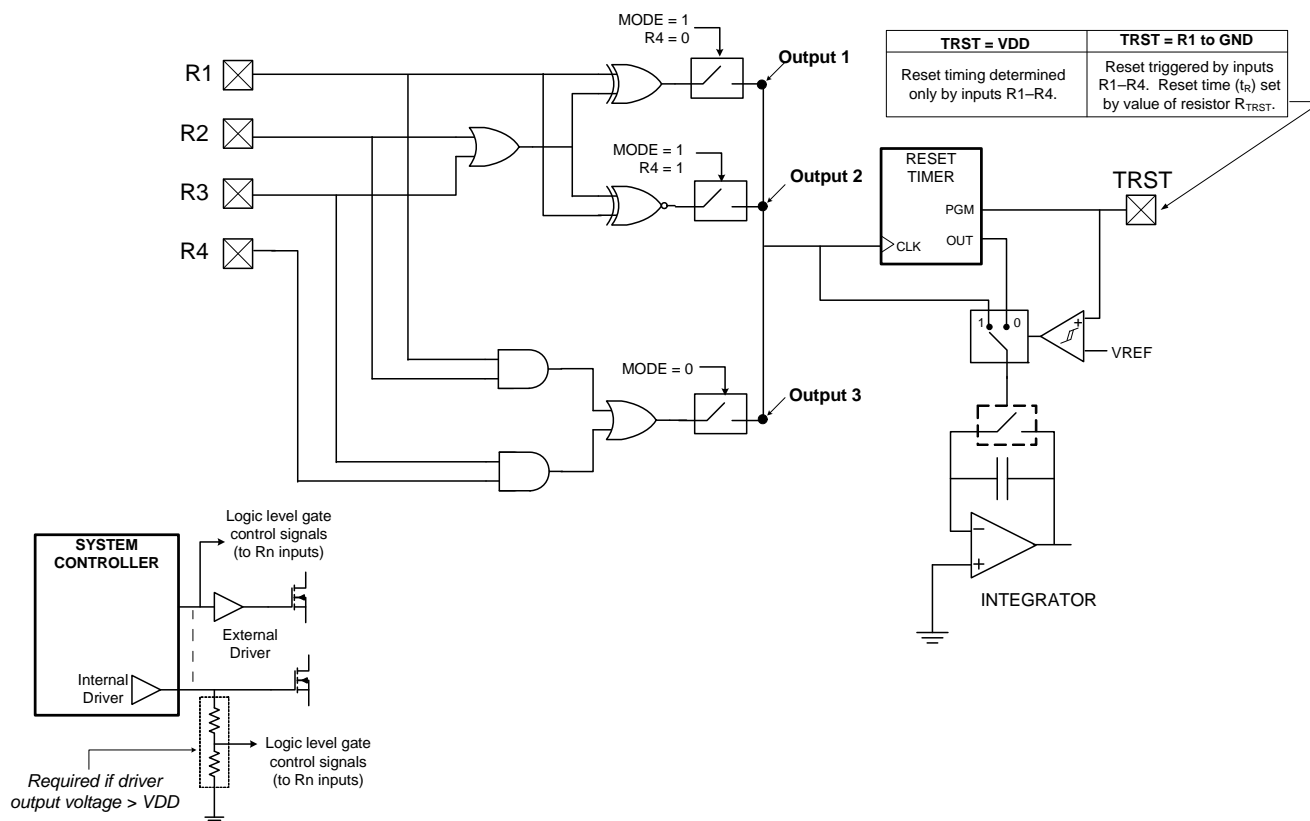 MODE = 1
R4 = 0
Output 1
R1
R2
R3
R4
MODE = 1
R4 = 1
Output 2
MODE = 0
Output 3
TRST = VDD
TRST = R1 to GND
Reset timing determined
only by inputs R1–R4.
Reset triggered by inputs
R1–R4. Reset time (tR) set
by value of resistor RTRST.
RESET
TIMER
PGM
OUT
CLK
TRST
1
0
+
VREF
−
+
INTEGRATOR
SYSTEM
CONTROLLER
Logic level gate
control signals
(to Rn inputs)
External
Driver
Internal
Driver
Logic level gate
control signals
(to Rn inputs)
Required if driver
output voltage > VDD